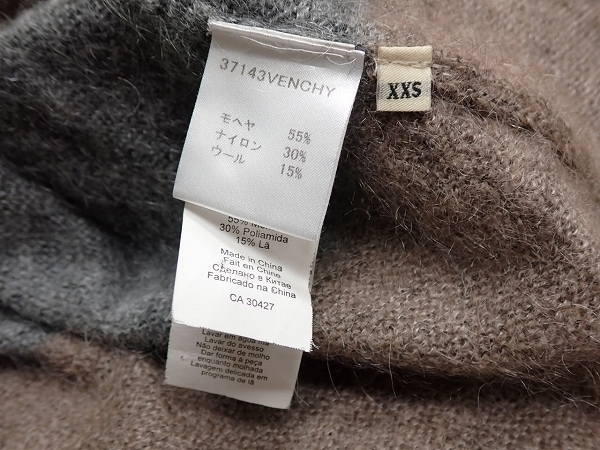 37143VENCHY
モヘヤ 55%
ナイロン 30%
ウール 15%
XXS
55%
30% Poliamida
15% Lã
Made in China
Fait en Chine
Сделано в Китае
Fabricado na China
CA 30427
Lavar em água fria
Lavar do avesso
Não deixar de molho
Dar forma à peça
enquanto molhada
Lavagem delicada em
programa de lã